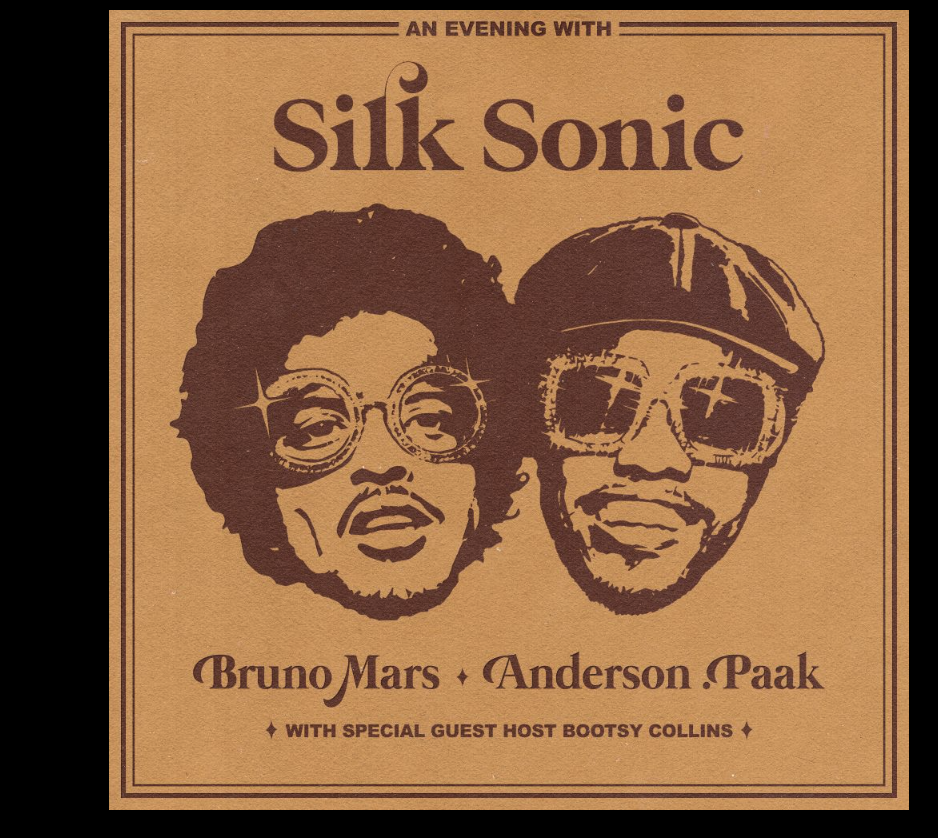 AN EVENING WITH
Silk Sonic
Bruno Mars ✦ Anderson .Paak
✦ WITH SPECIAL GUEST HOST BOOTSY COLLINS ✦